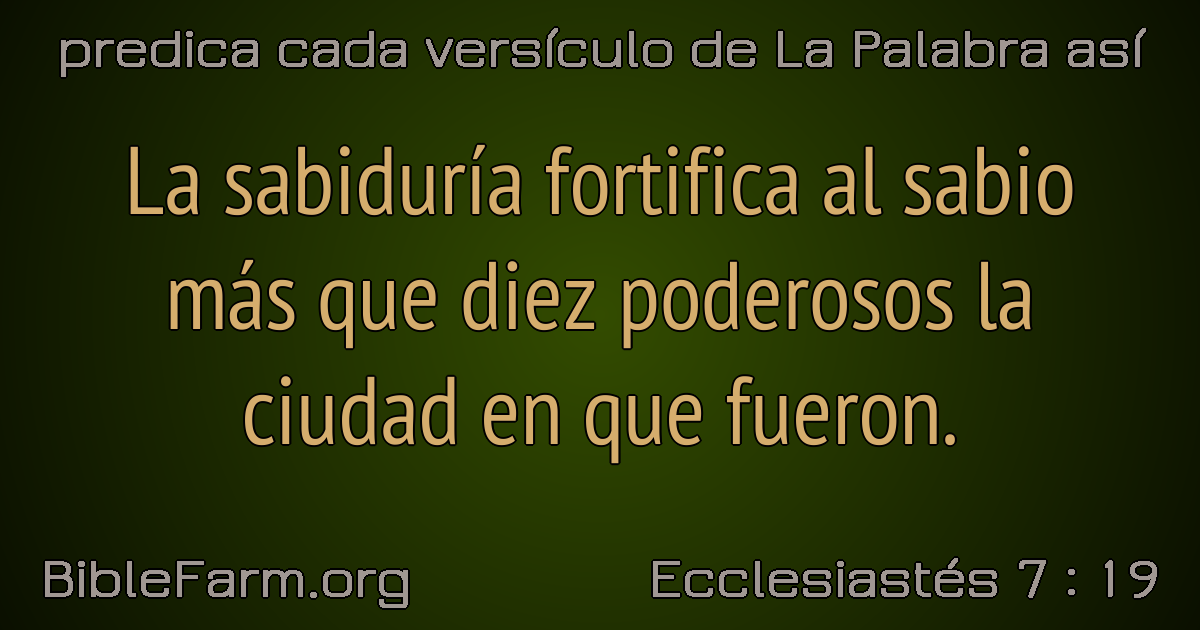 predica cada versículo de La Palabra así
La sabiduría fortifica al sabio
más que diez poderosos la
ciudad en que fueron.
BibleFarm.org
Ecclesiastés 7 : 19